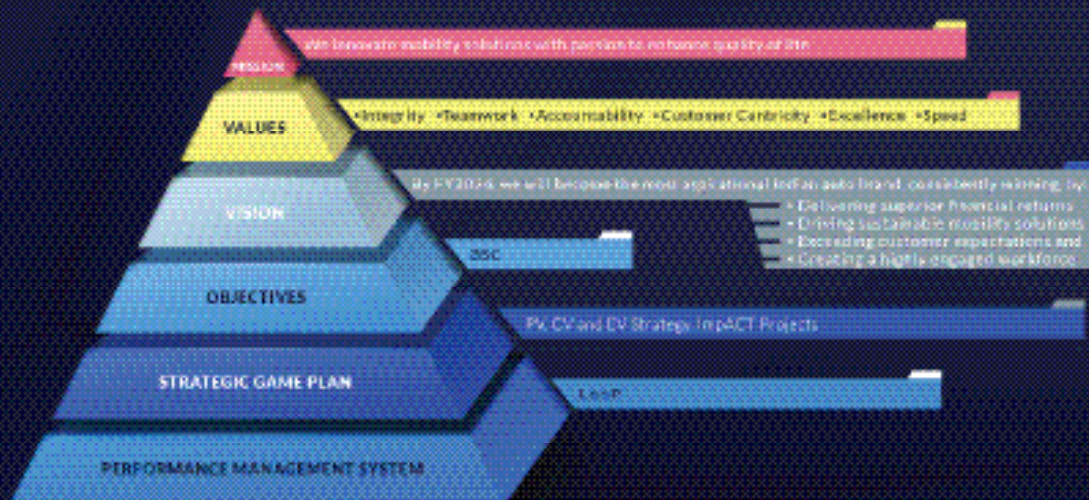 We innovate mobility solutions with passion to enhance quality of life
MISSION
VALUES
•Integrity •Teamwork •Accountability •Customer Centricity •Excellence •Speed
VISION
By FY2024, we will become the most aspirational Indian auto brand, consistently winning, by
• Delivering superior financial returns
• Driving sustainable mobility solutions
• Exceeding customer expectations and
• Creating a highly engaged workforce
BSC
OBJECTIVES
PV, CV and EV Strategy, ImpACT Projects
STRATEGIC GAME PLAN
PERFORMANCE MANAGEMENT SYSTEM